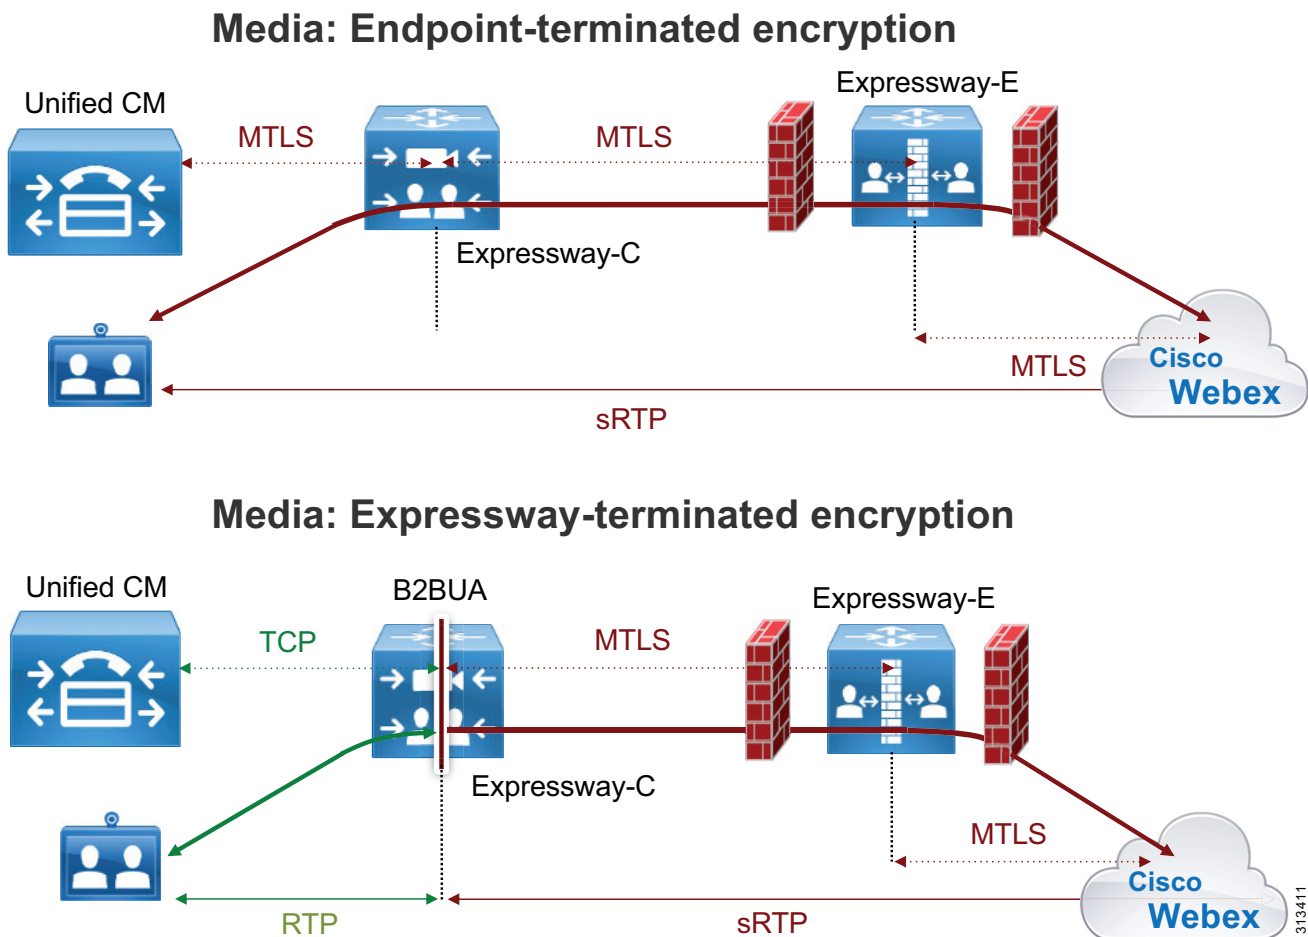 Media: Endpoint-terminated encryption
Expressway-E
Unified CM
MTLS
MTLS
Expressway-C
MTLS
Cisco
Webex
sRTP
Media: Expressway-terminated encryption
Unified CM
B2BUA
Expressway-E
TCP
MTLS
Expressway-C
MTLS
Cisco
Webex
RTP
sRTP
313411